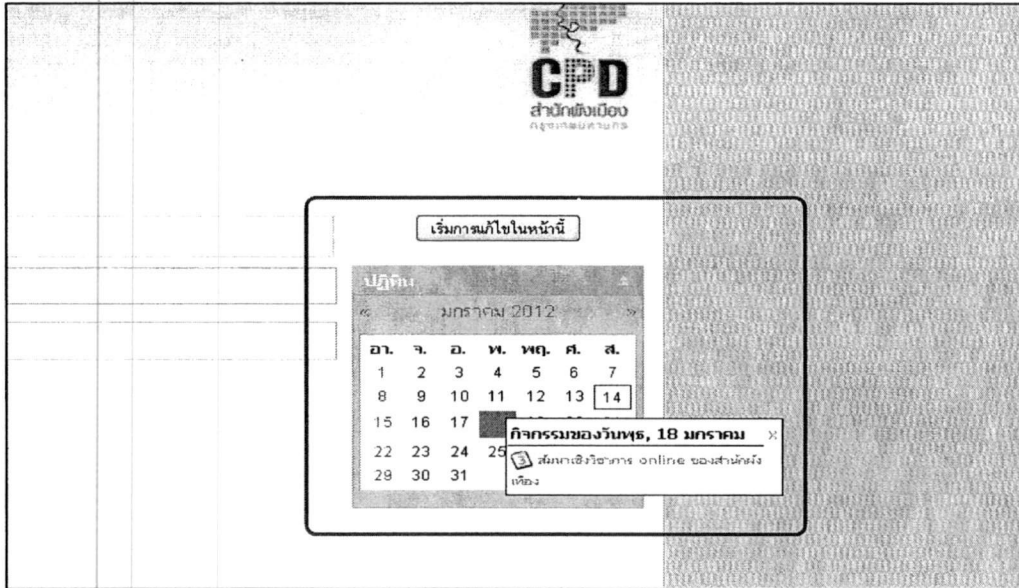 CPD
สำนักผังเมือง
กรุงเทพมหานคร
เริ่มการแก้ไขในหน้านี้
ปฏิทิน
« มกราคม 2012 »
อา. จ. อ. พ. พฤ. ศ. ส.
1 2 3 4 5 6 7
8 9 10 11 12 13 14
15 16 17
กิจกรรมของวันพุธ, 18 มกราคม ×
22 23 24 25
สัมมนาเชิงวิชาการ online ของสำนักผัง
เมือง
29 30 31